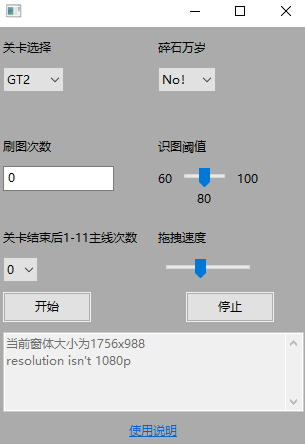 关卡选择 碎石万岁
GT2 No!
刷图次数 识图阈值
0 60 100
80
关卡结束后1-11主线次数 拖拽速度
0
开始 停止
当前窗体大小为1756x988
resolution isn't 1080p
使用说明